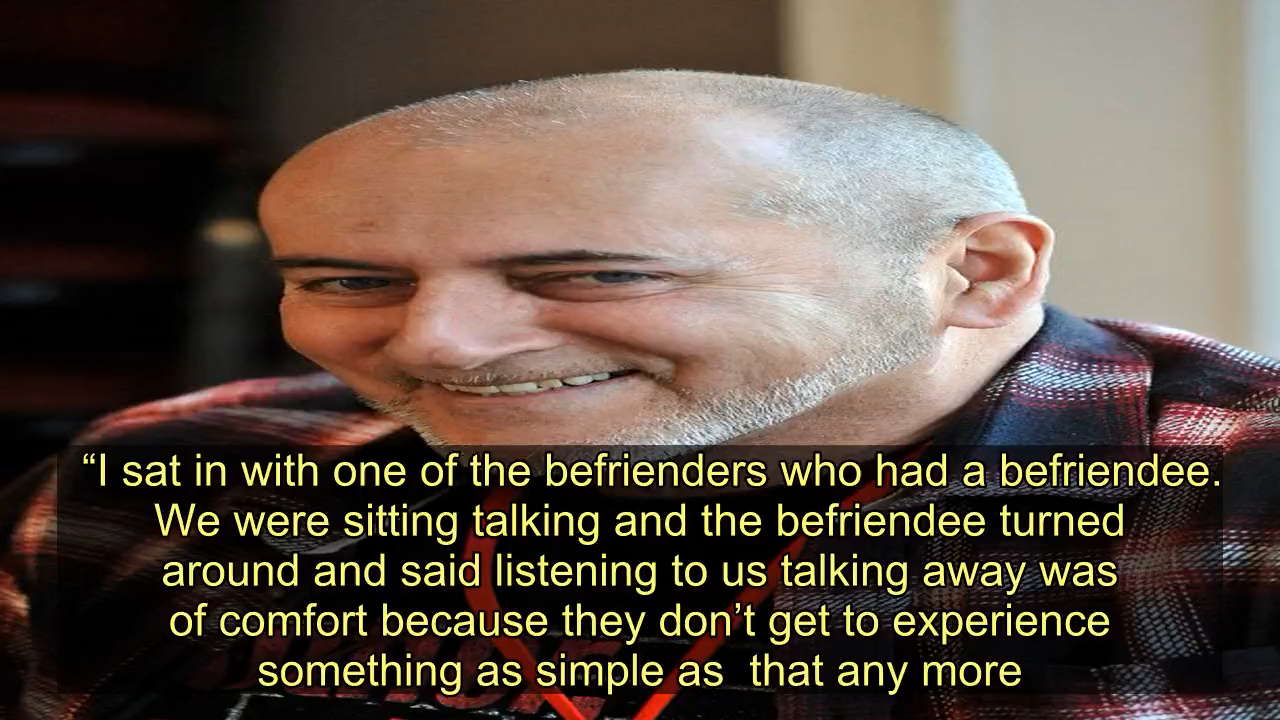 “I sat in with one of the befrienders who had a befriendee.
We were sitting talking and the befriendee turned
around and said listening to us talking away was
of comfort because they don’t get to experience
something as simple as  that any more